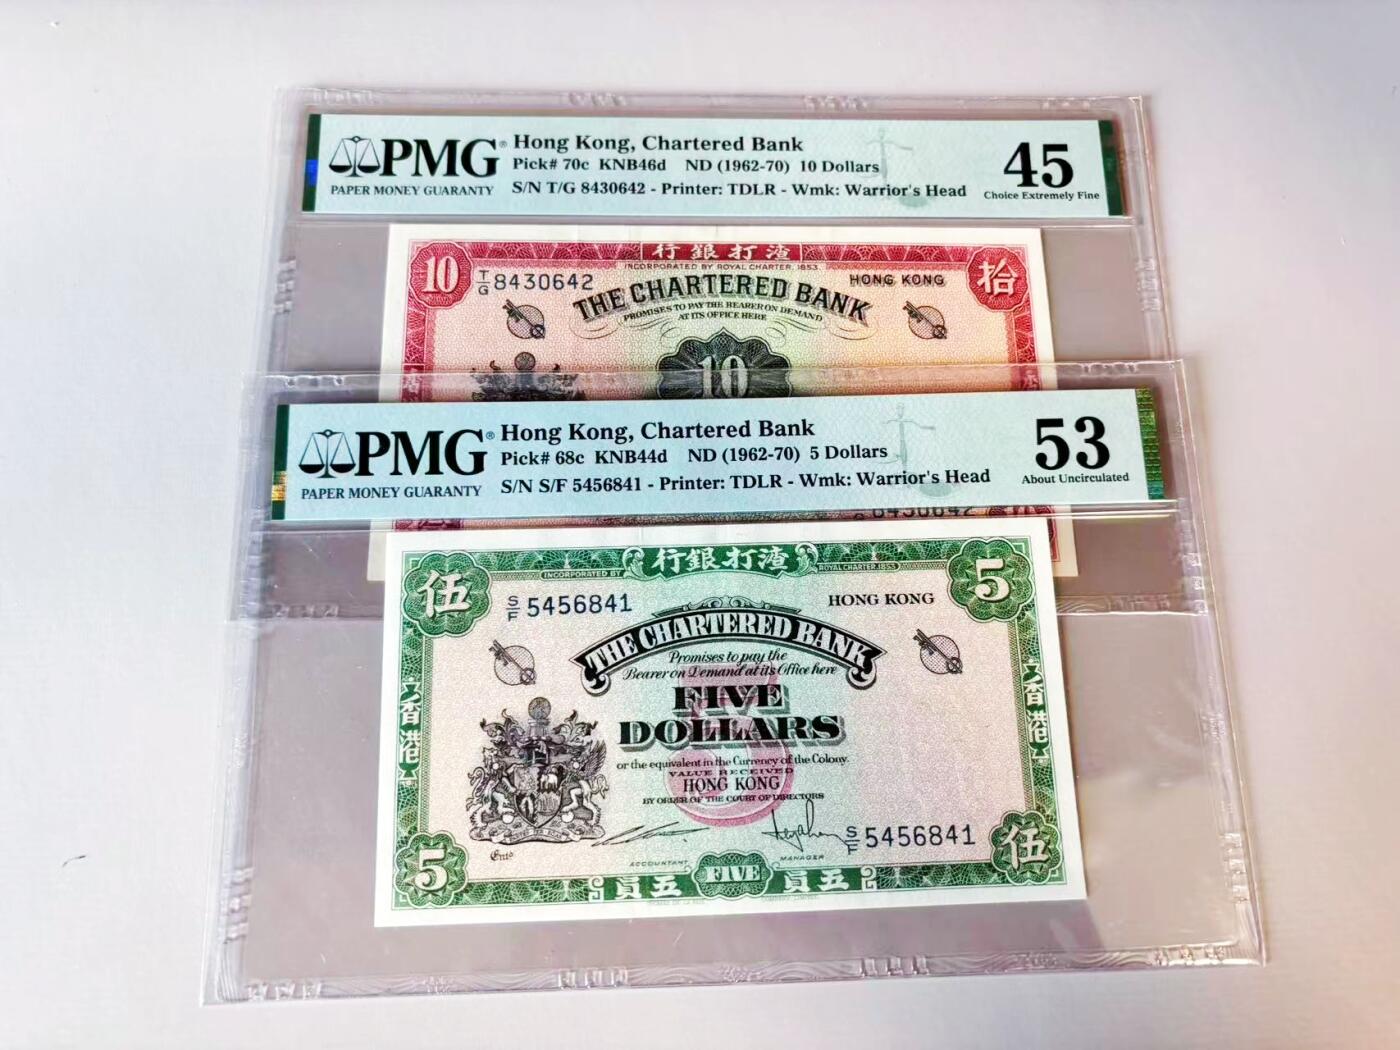 PMG®
PAPER MONEY GUARANTY
Hong Kong, Chartered Bank
Pick# 70c KNB46d ND (1962-70) 10 Dollars
S/N T/G 8430642 - Printer: TDLR - Wmk: Warrior's Head
45
Choice Extremely Fine
10
行銀打渣
拾
INCORPORATED BY ROYAL CHARTER, 1853.
T/G 8430642
HONG KONG
THE CHARTERED BANK
PROMISES TO PAY THE BEARER ON DEMAND
AT ITS OFFICE HERE
10
PMG®
PAPER MONEY GUARANTY
Hong Kong, Chartered Bank
Pick# 68c KNB44d ND (1962-70) 5 Dollars
S/N S/F 5456841 - Printer: TDLR - Wmk: Warrior's Head
53
About Uncirculated
8430642
伍
INCORPORATED BY
行銀打渣
ROYAL CHARTER, 1853.
5
S/F 5456841
HONG KONG
THE CHARTERED BANK
Promises to pay the
Bearer on Demand at its Office here
5
FIVE
DOLLARS
or the equivalent in the Currency of the Colony.
VALUE RECEIVED
HONG KONG
BY ORDER OF THE COURT OF DIRECTORS
香港
香港
S/F 5456841
ACCOUNTANT
MANAGER
5
員五
FIVE
員五
伍